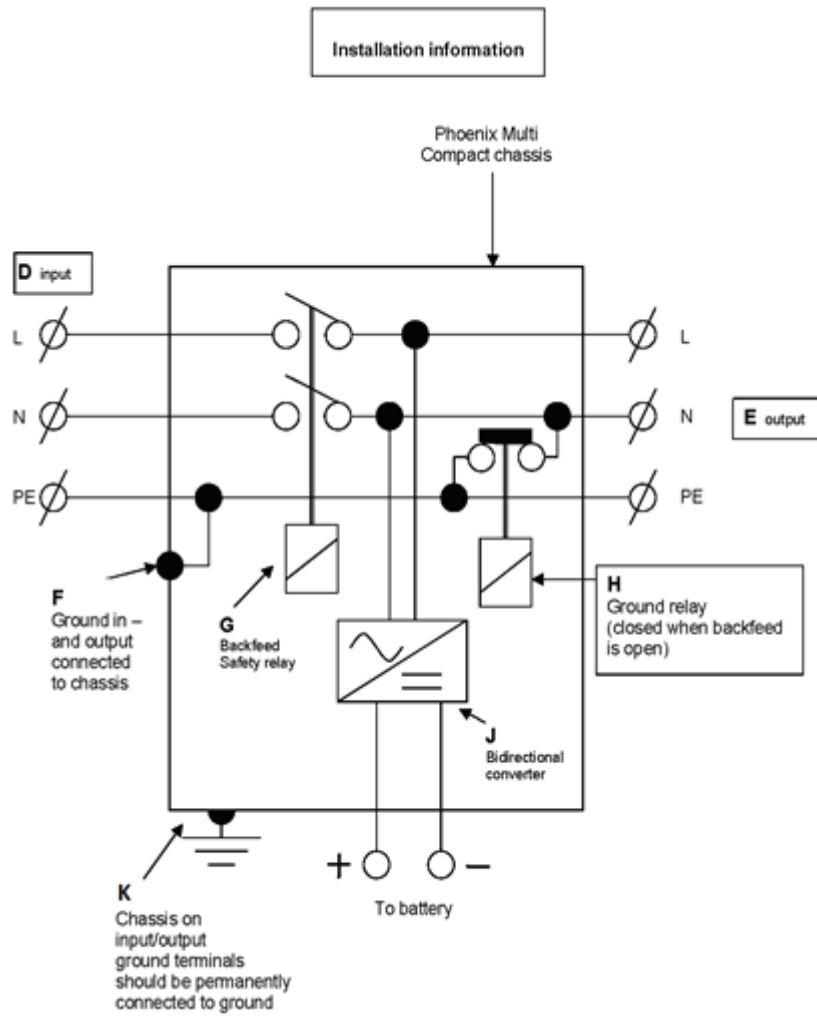 Installation information
Phoenix Multi
Compact chassis
D input
L
L
N
N
E output
PE
PE
F
Ground in –
and output
connected
to chassis
G
Backfeed
Safety relay
H
Ground relay
(closed when backfeed
is open)
J
Bidirectional
converter
+
–
To battery
K
Chassis on
input/output
ground terminals
should be permanently
connected to ground